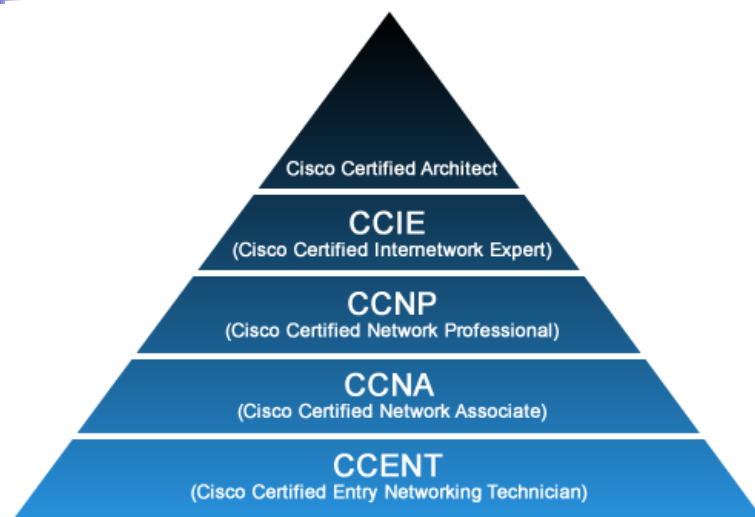 Cisco Certified Architect
CCIE
(Cisco Certified Internetwork Expert)
CCNP
(Cisco Certified Network Professional)
CCNA
(Cisco Certified Network Associate)
CCENT
(Cisco Certified Entry Networking Technician)